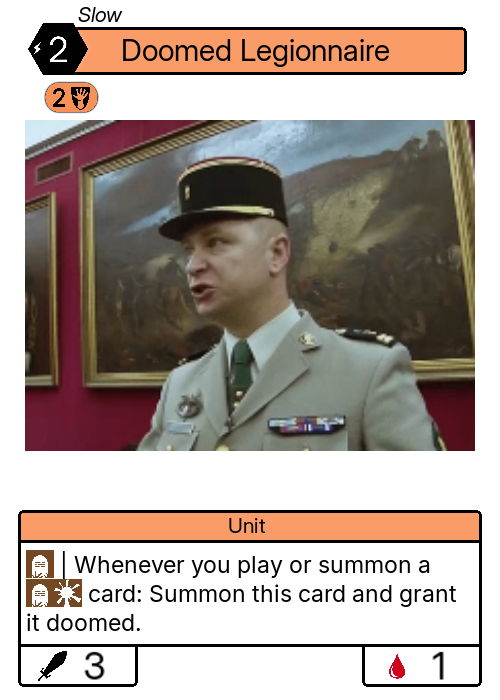 Slow
2 Doomed Legionnaire
2
Unit
| Whenever you play or summon a
card: Summon this card and grant
it doomed.
3 1